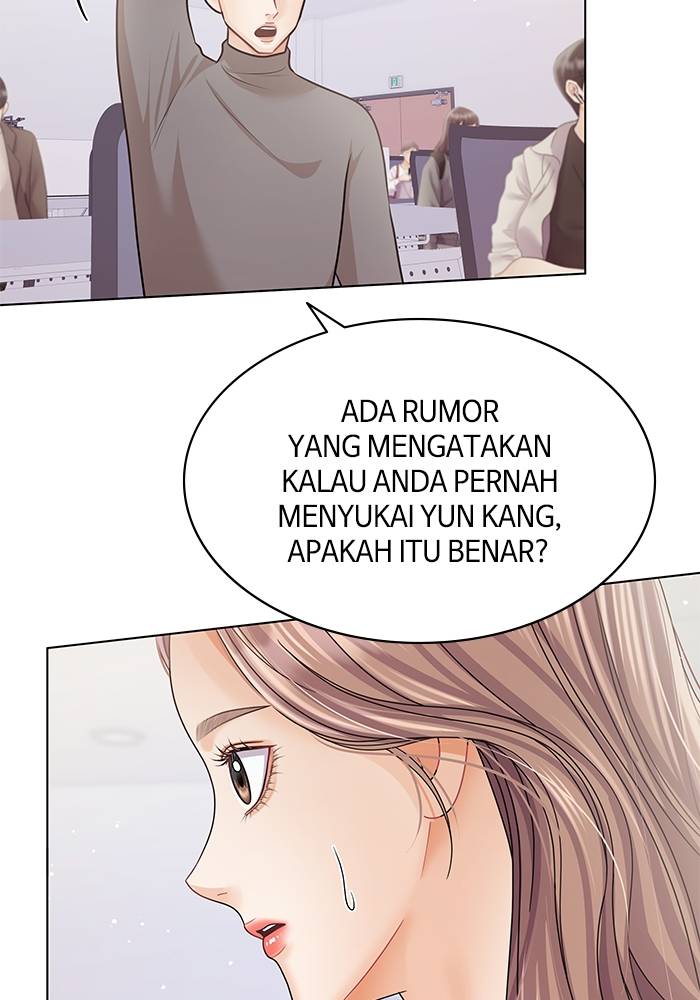 ADA RUMOR
YANG MENGATAKAN
KALAU ANDA PERNAH
MENYUKAI YUN KANG,
APAKAH ITU BENAR?